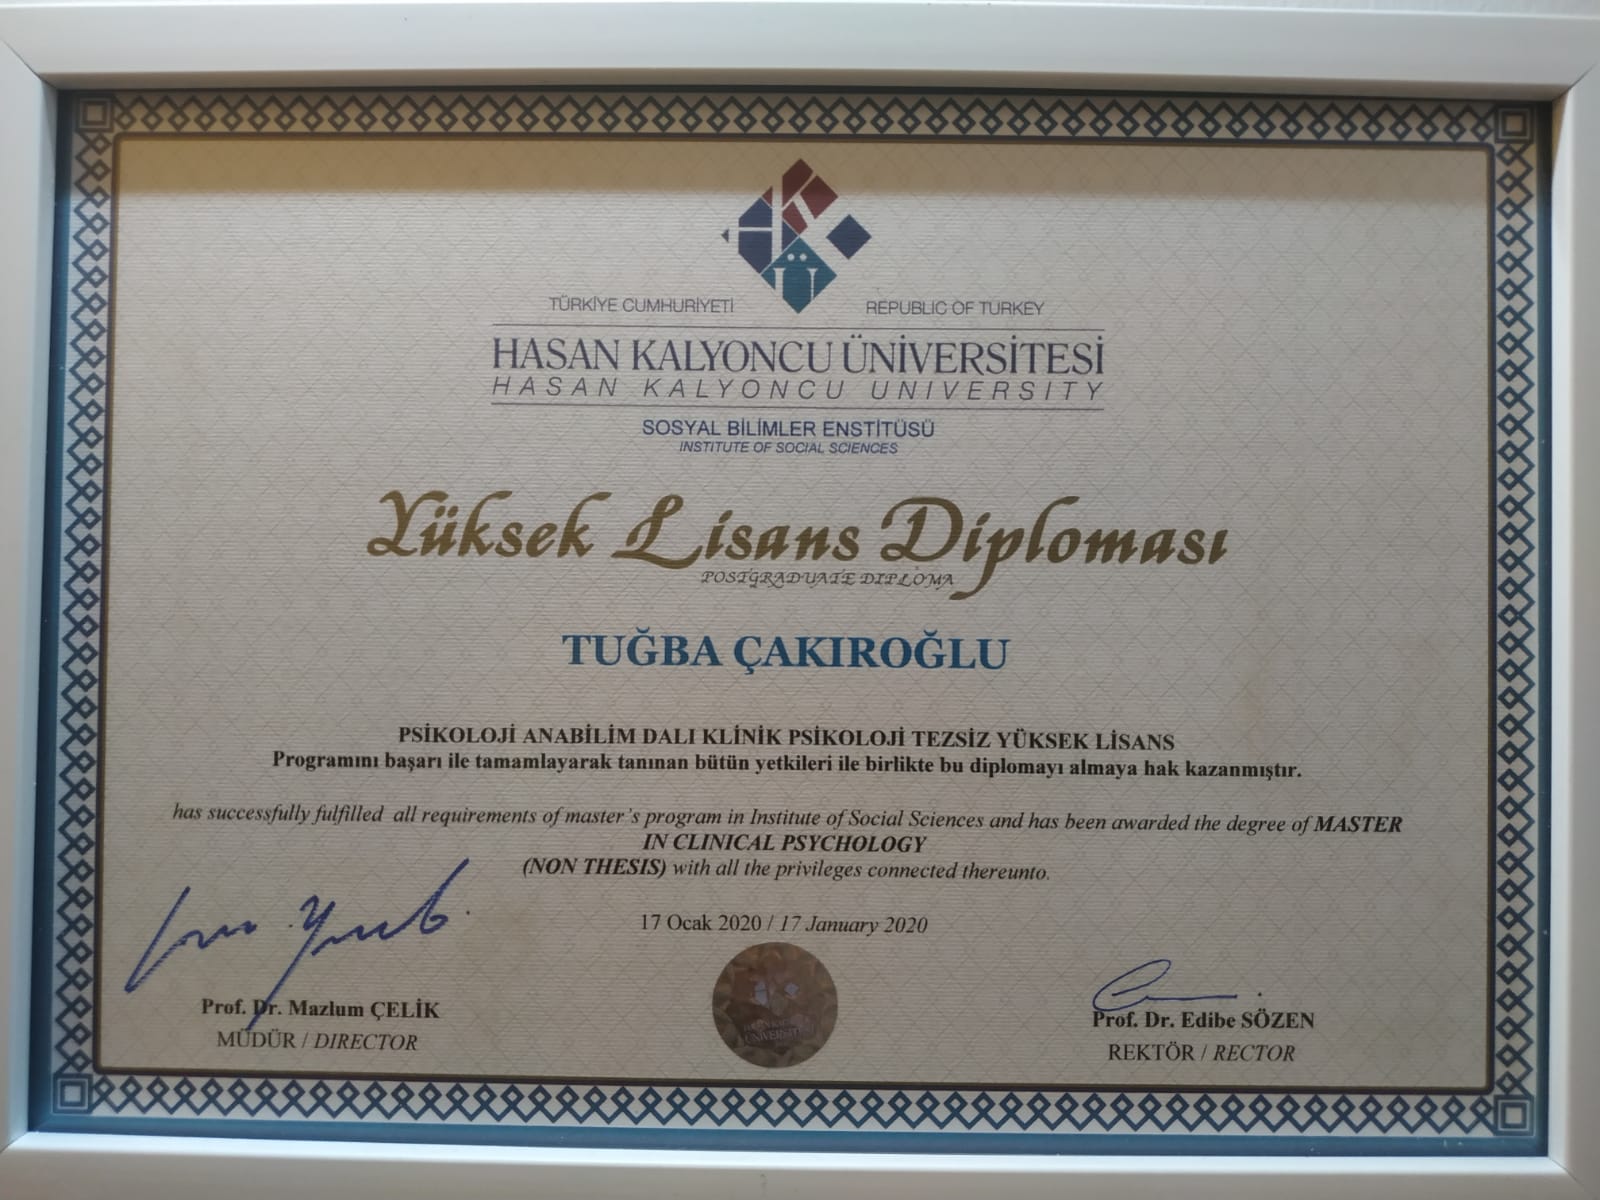 TÜRKİYE CUMHURİYETİ REPUBLIC OF TURKEY
HASAN KALYONCU ÜNİVERSİTESİ
HASAN KALYONCU UNIVERSITY
SOSYAL BİLİMLER ENSTİTÜSÜ
INSTITUTE OF SOCIAL SCIENCES
Yüksek Lisans Diploması
POSTGRADUATE DIPLOMA
TUĞBA ÇAKIROĞLU
PSİKOLOJİ ANABİLİM DALI KLİNİK PSİKOLOJİ TEZSİZ YÜKSEK LİSANS
Programını başarı ile tamamlayarak tanınan bütün yetkileri ile birlikte bu diplomayı almaya hak kazanmıştır.
has successfully fulfilled all requirements of master's program in Institute of Social Sciences and has been awarded the degree of MASTER
IN CLINICAL PSYCHOLOGY
(NON THESIS) with all the privileges connected thereunto.
17 Ocak 2020 / 17 January 2020
Prof. Dr. Mazlum ÇELİK
MÜDÜR / DIRECTOR
HASAN KALYONCU
ÜNİVERSİTESİ
Prof. Dr. Edibe SÖZEN
REKTÖR / RECTOR